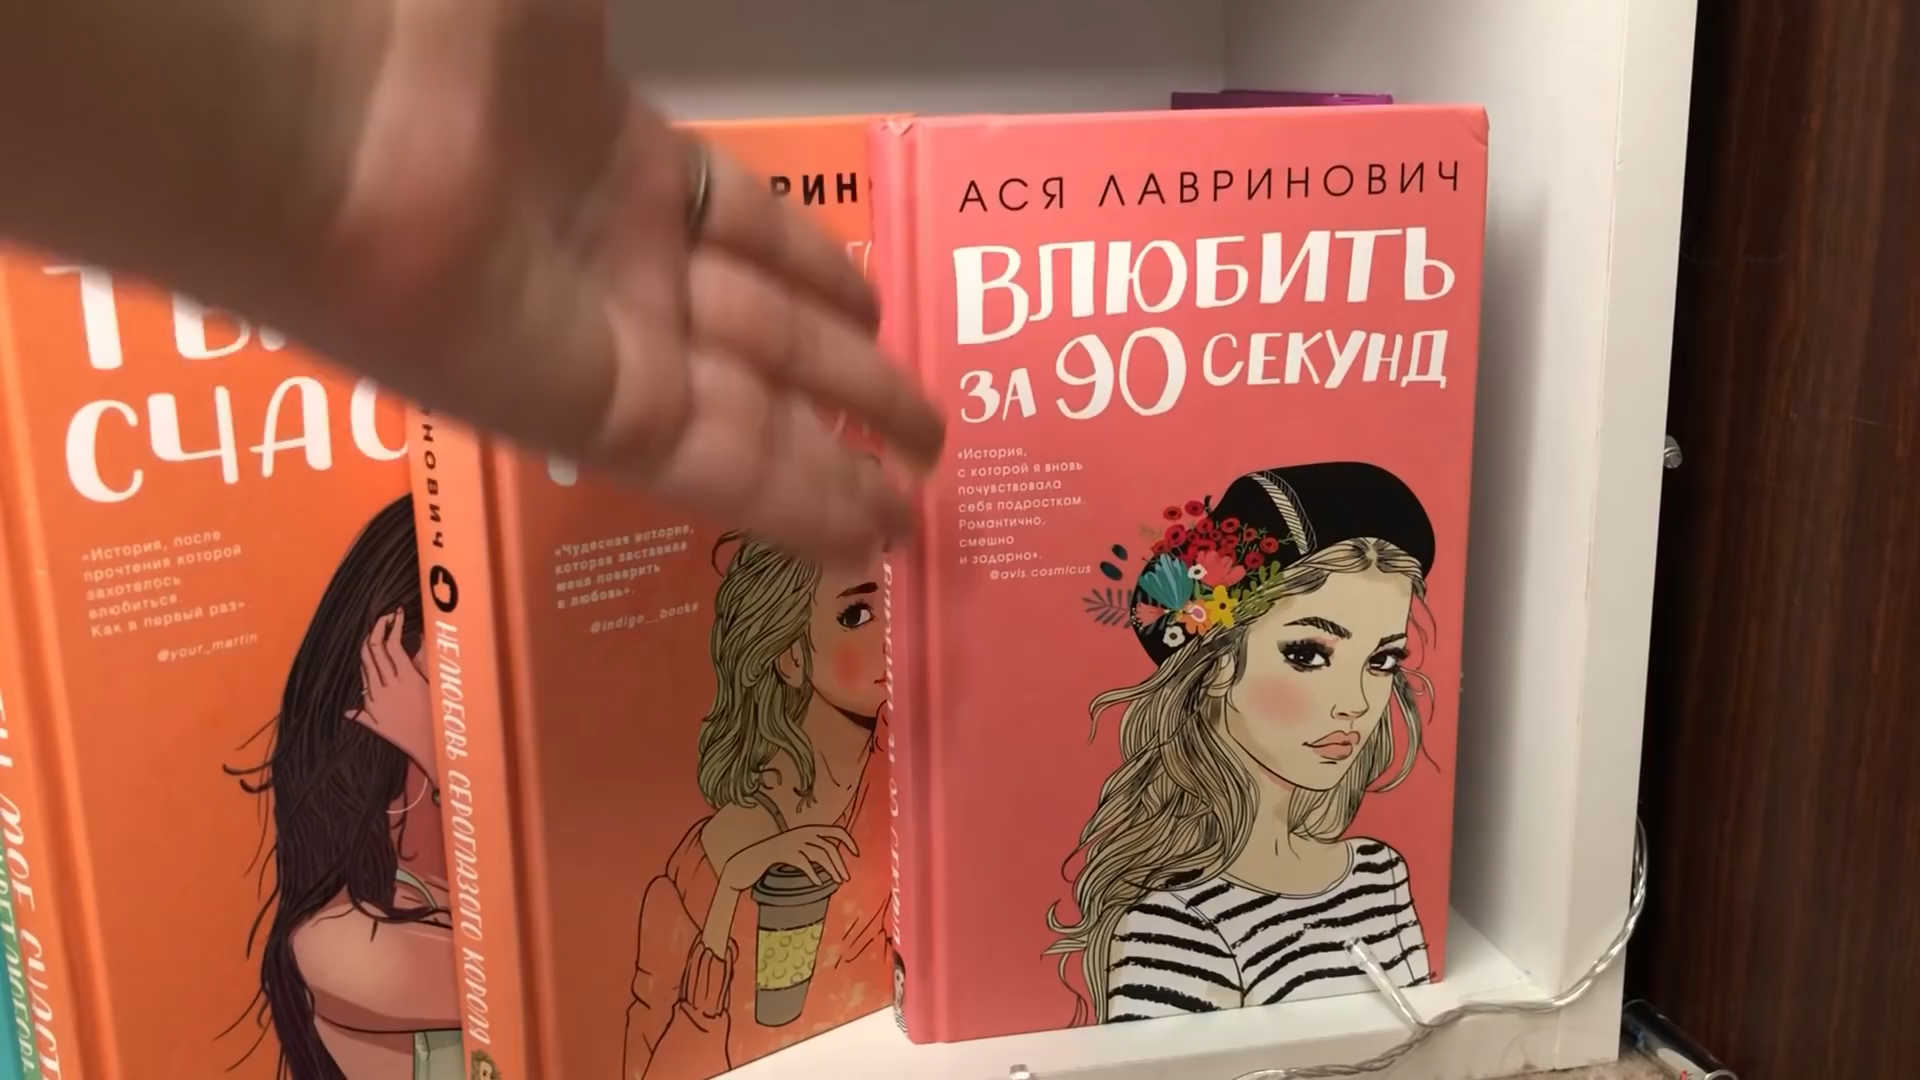 ТЫ
СЧАС
«История, после
прочтения которой
захотелось
влюбиться.
Как в первый раз».
@your_martin
НЕЛЮБОВЬ СЕРОГЛАЗОГО КОРОЛЯ
«Чудесная история,
которая заставила
меня поверить
в любовь».
@indigo__books
АСЯ ЛАВРИНОВИЧ
ВЛЮБИТЬ
ЗА 90 СЕКУНД
«История,
с которой я вновь
почувствовала
себя подростком.
Романтично,
смешно
и задорно».
@avis.cosmicus